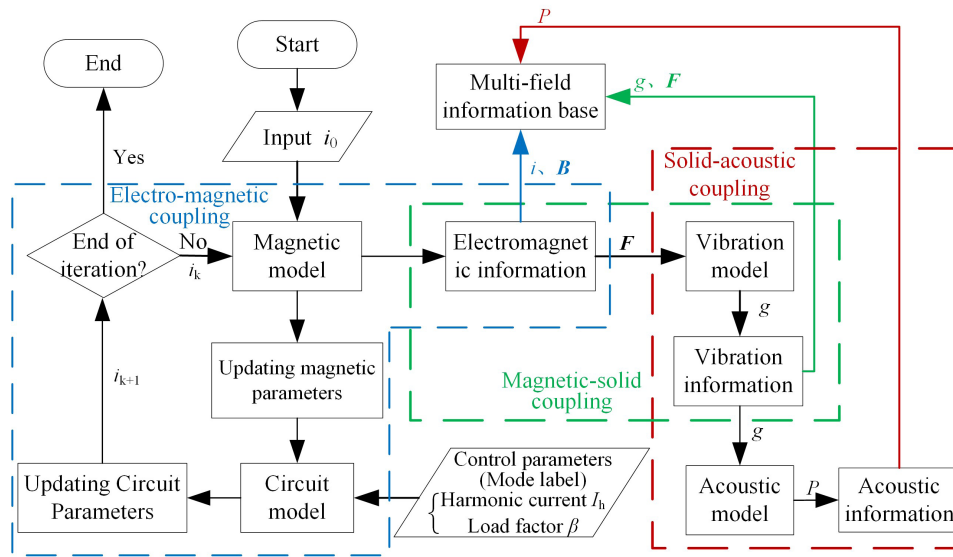 End
Start
P
Multi-field
information base
g、F
Input i₀
Yes
i、B
Solid-acoustic
coupling
Electro-magnetic
coupling
End of
iteration?
No
iₖ
Magnetic
model
Electromagnet
ic information
F
Vibration
model
g
iₖ₊₁
Updating magnetic
parameters
Magnetic-solid
coupling
Vibration
information
g
Updating Circuit
Parameters
Circuit
model
Control parameters
(Mode label)
{ Harmonic current Iₕ
Load factor β
Acoustic
model
P
Acoustic
information